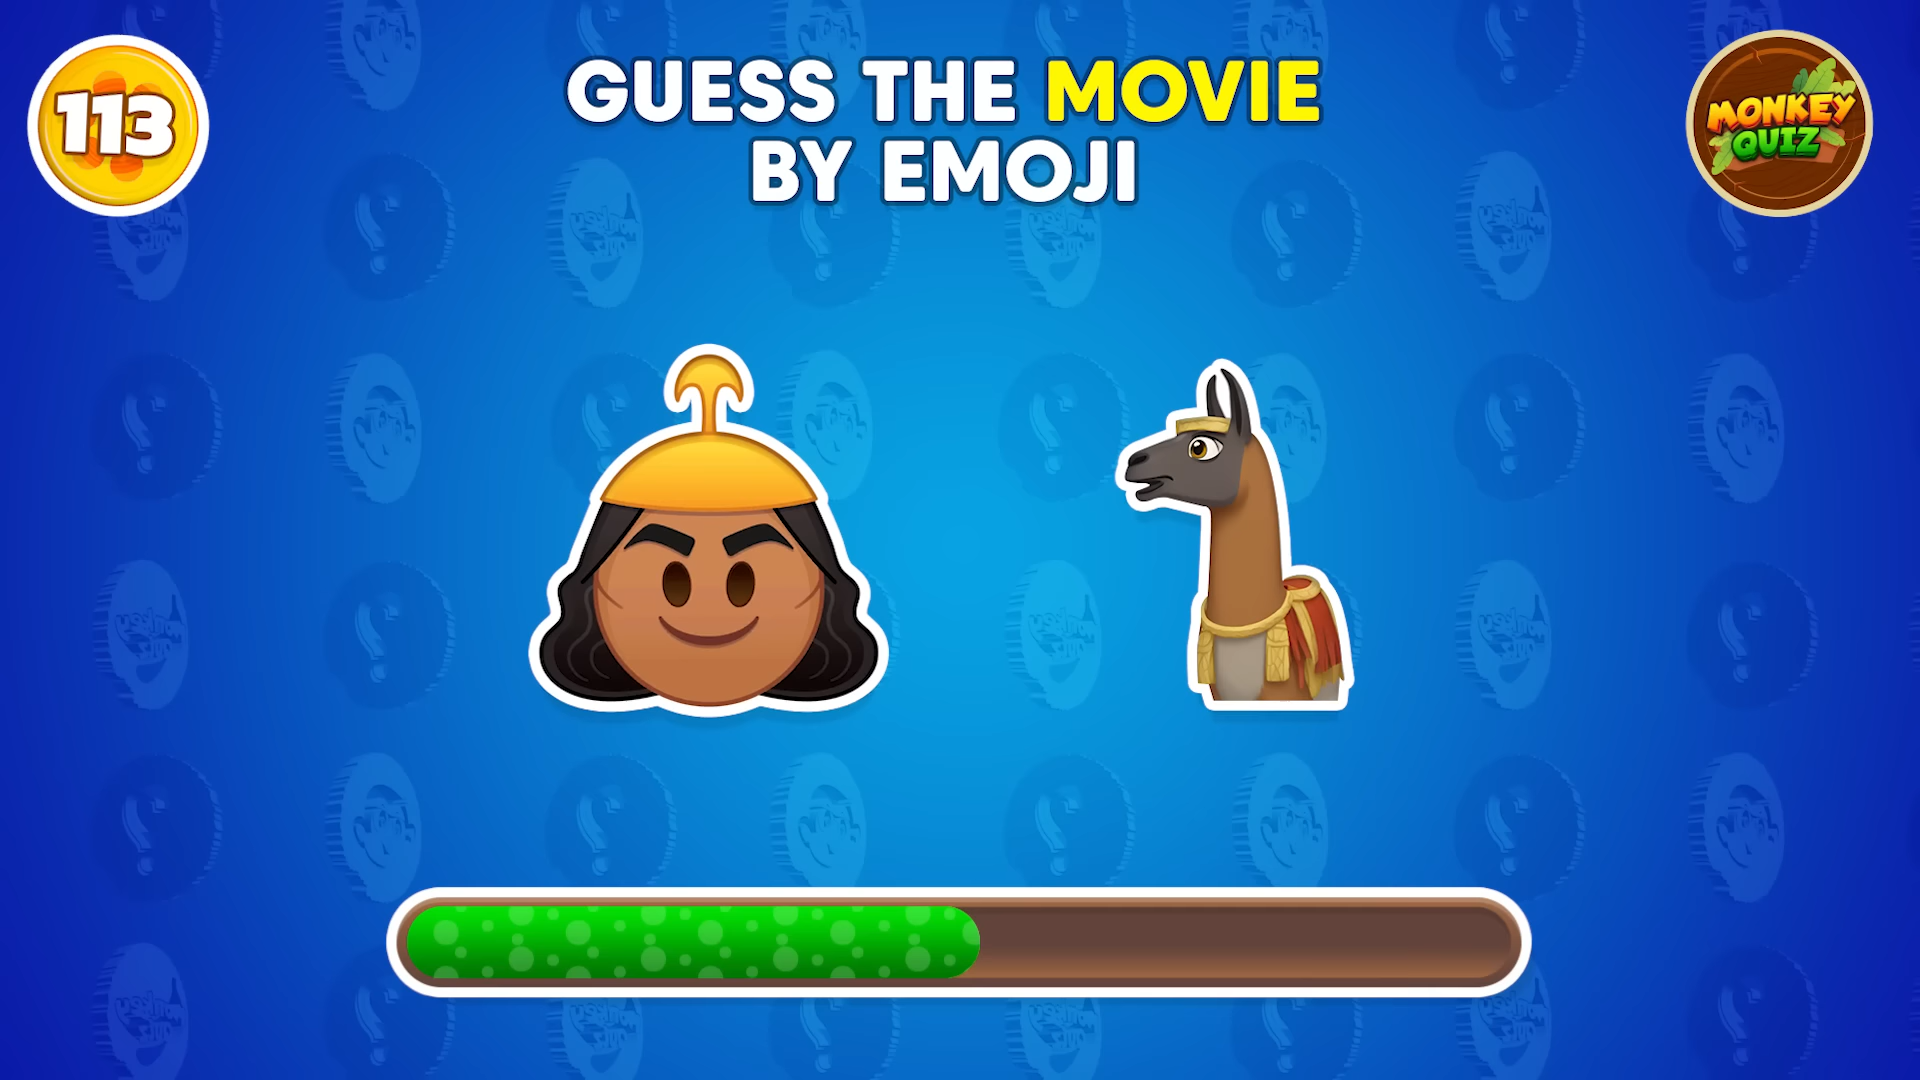 113
GUESS THE MOVIE
BY EMOJI
MONKEY
QUIZ